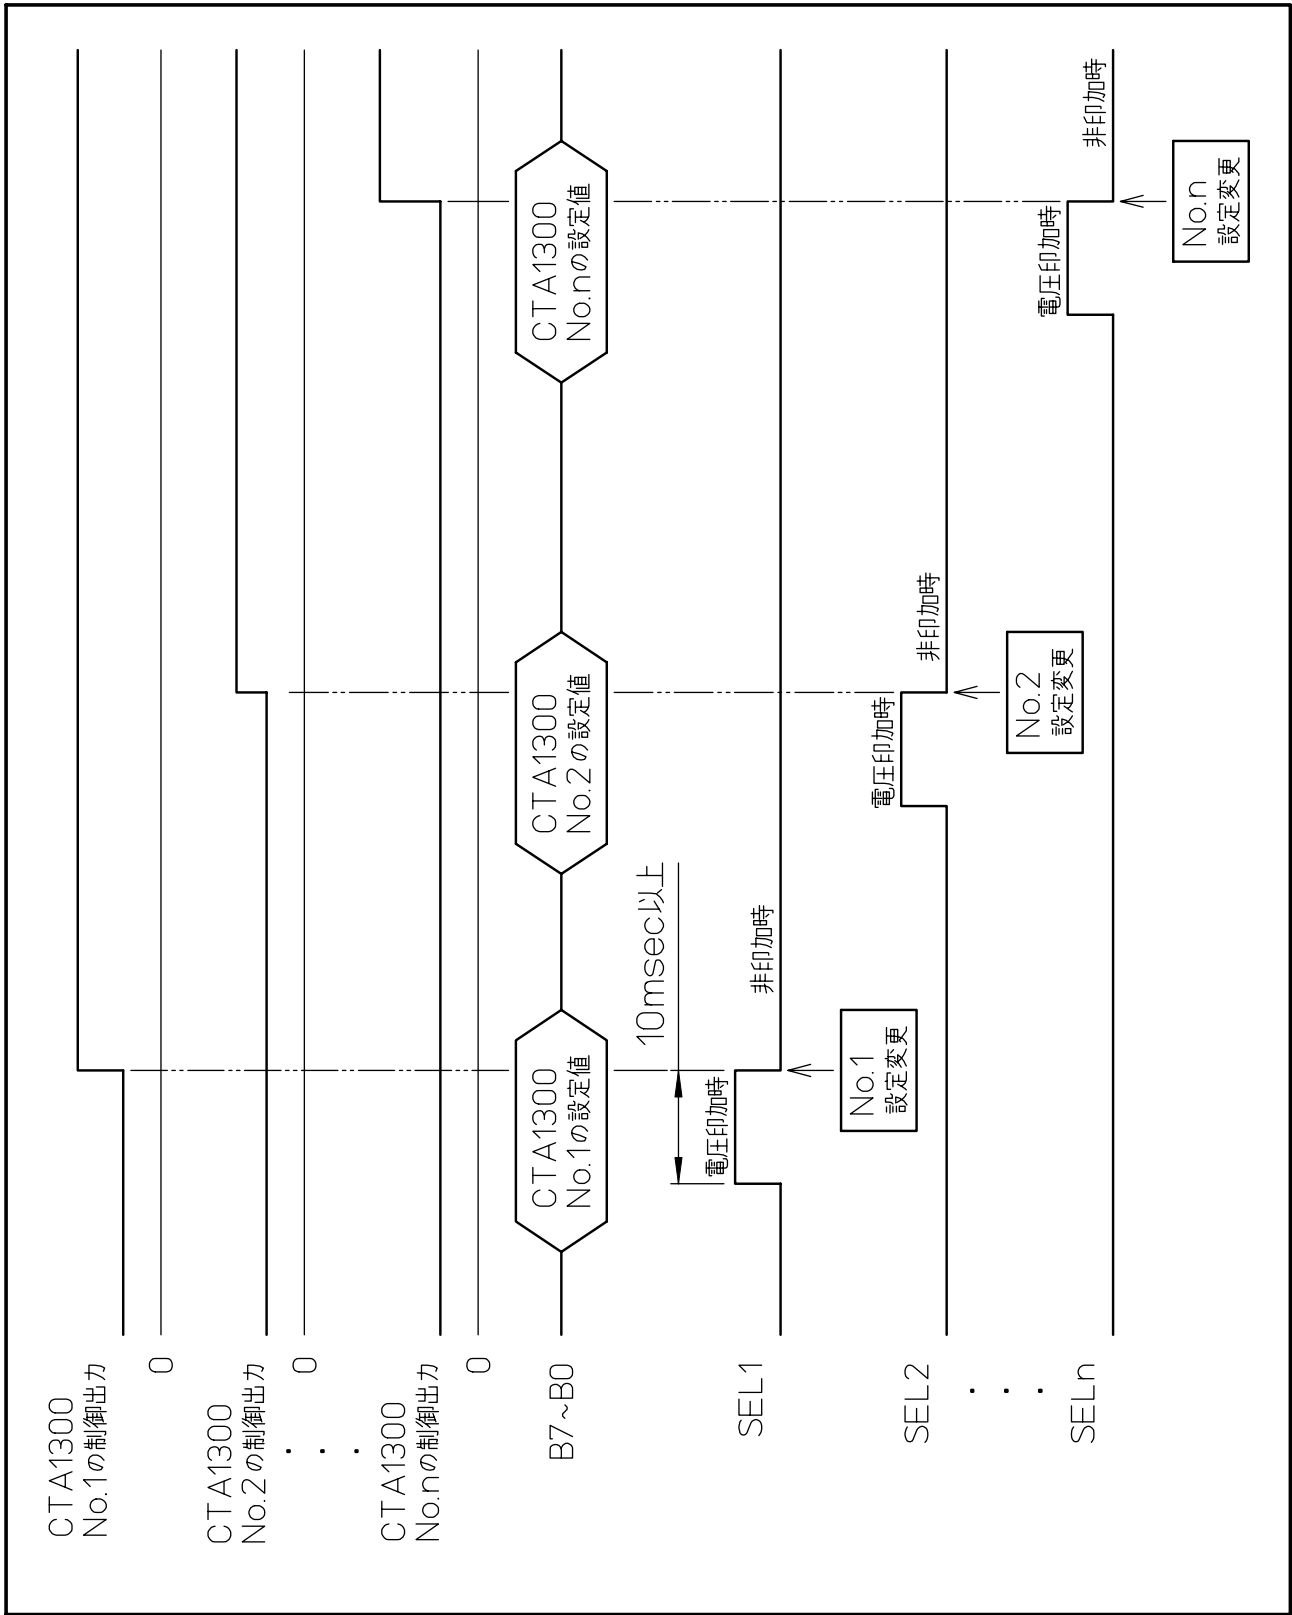 CTA1300
No.1の制御出力
0
CTA1300
No.2の制御出力
0
・・・
CTA1300
No.nの制御出力
0
B7~B0
CTA1300
No.1の設定値
CTA1300
No.2の設定値
CTA1300
No.nの設定値
10msec以上
SEL1
電圧印加時
非印加時
No.1
設定変更
SEL2
電圧印加時
非印加時
No.2
設定変更
・・・
SELn
電圧印加時
非印加時
No.n
設定変更